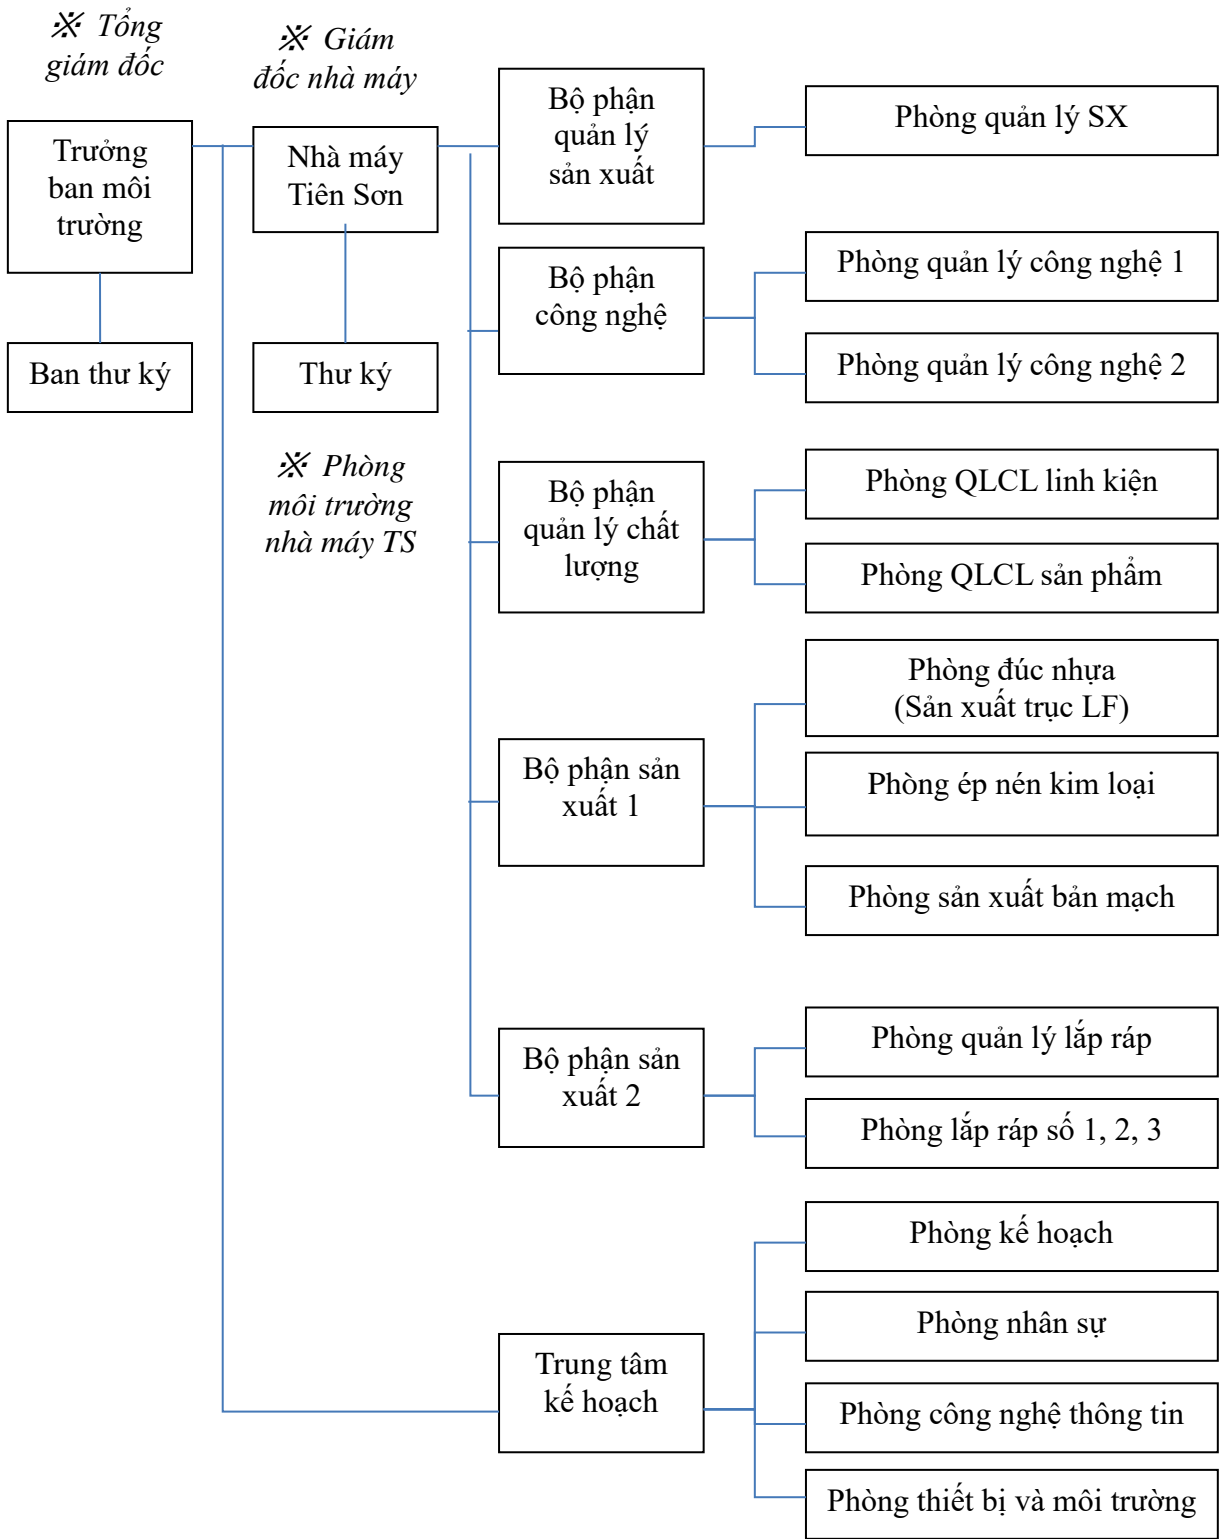 ※ Tổng
giám đốc
※ Giám
đốc nhà máy
Trưởng
ban môi
trường
Ban thư ký
Nhà máy
Tiên Sơn
Thư ký
※ Phòng
môi trường
nhà máy TS
Bộ phận
quản lý
sản xuất
Phòng quản lý SX
Bộ phận
công nghệ
Phòng quản lý công nghệ 1
Phòng quản lý công nghệ 2
Bộ phận
quản lý chất
lượng
Phòng QLCL linh kiện
Phòng QLCL sản phẩm
Bộ phận sản
xuất 1
Phòng đúc nhựa
(Sản xuất trục LF)
Phòng ép nén kim loại
Phòng sản xuất bản mạch
Bộ phận sản
xuất 2
Phòng quản lý lắp ráp
Phòng lắp ráp số 1, 2, 3
Trung tâm
kế hoạch
Phòng kế hoạch
Phòng nhân sự
Phòng công nghệ thông tin
Phòng thiết bị và môi trường